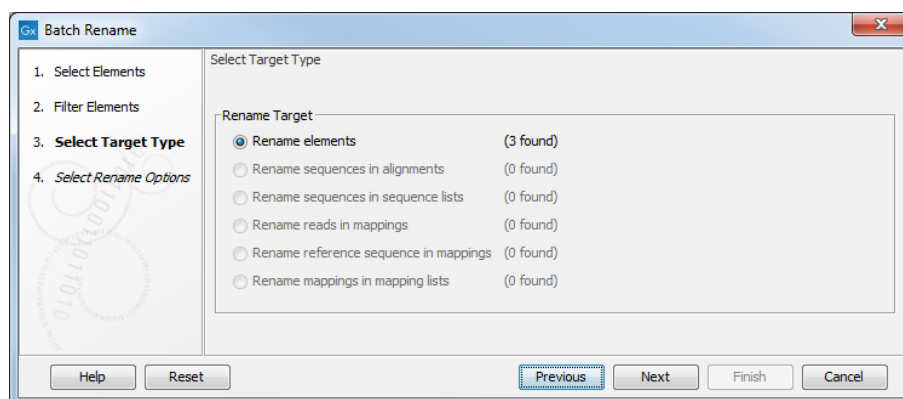 Gx Batch Rename
1. Select Elements
2. Filter Elements
3. Select Target Type
4. Select Rename Options
Select Target Type
Rename Target
Rename elements (3 found)
Rename sequences in alignments (0 found)
Rename sequences in sequence lists (0 found)
Rename reads in mappings (0 found)
Rename reference sequence in mappings (0 found)
Rename mappings in mapping lists (0 found)
Help Reset Previous Next Finish Cancel